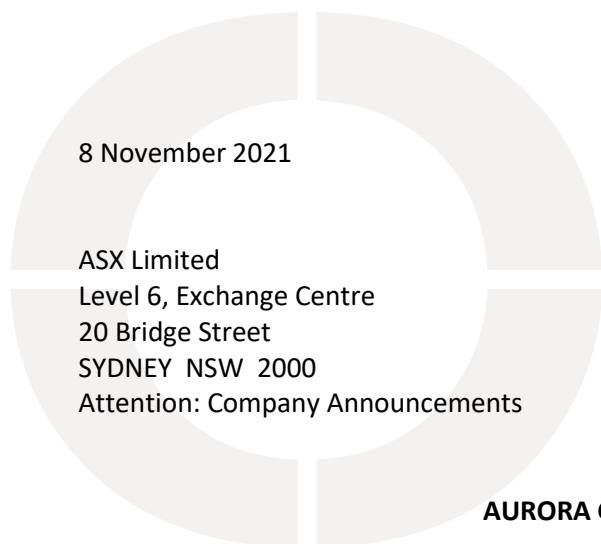 8 November 2021
ASX Limited
Level 6, Exchange Centre
20 Bridge Street
SYDNEY NSW 2000
Attention: Company Announcements
AURORA